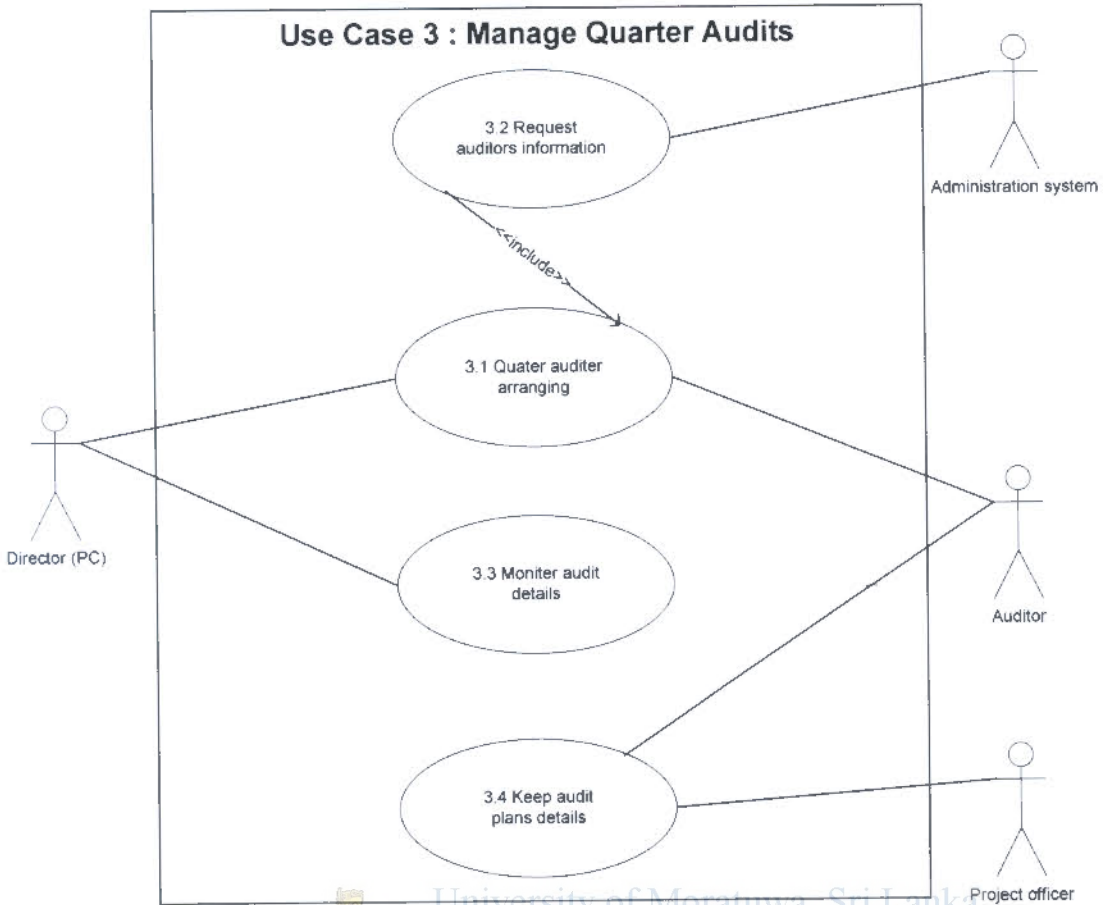 Use Case 3 : Manage Quarter Audits
3.2 Request
auditors information
Administration system
<<include>>
3.1 Quater auditer
arranging
Director (PC)
3.3 Moniter audit
details
Auditor
3.4 Keep audit
plans details
University of Moratuwa, Sri Lanka
Project officer